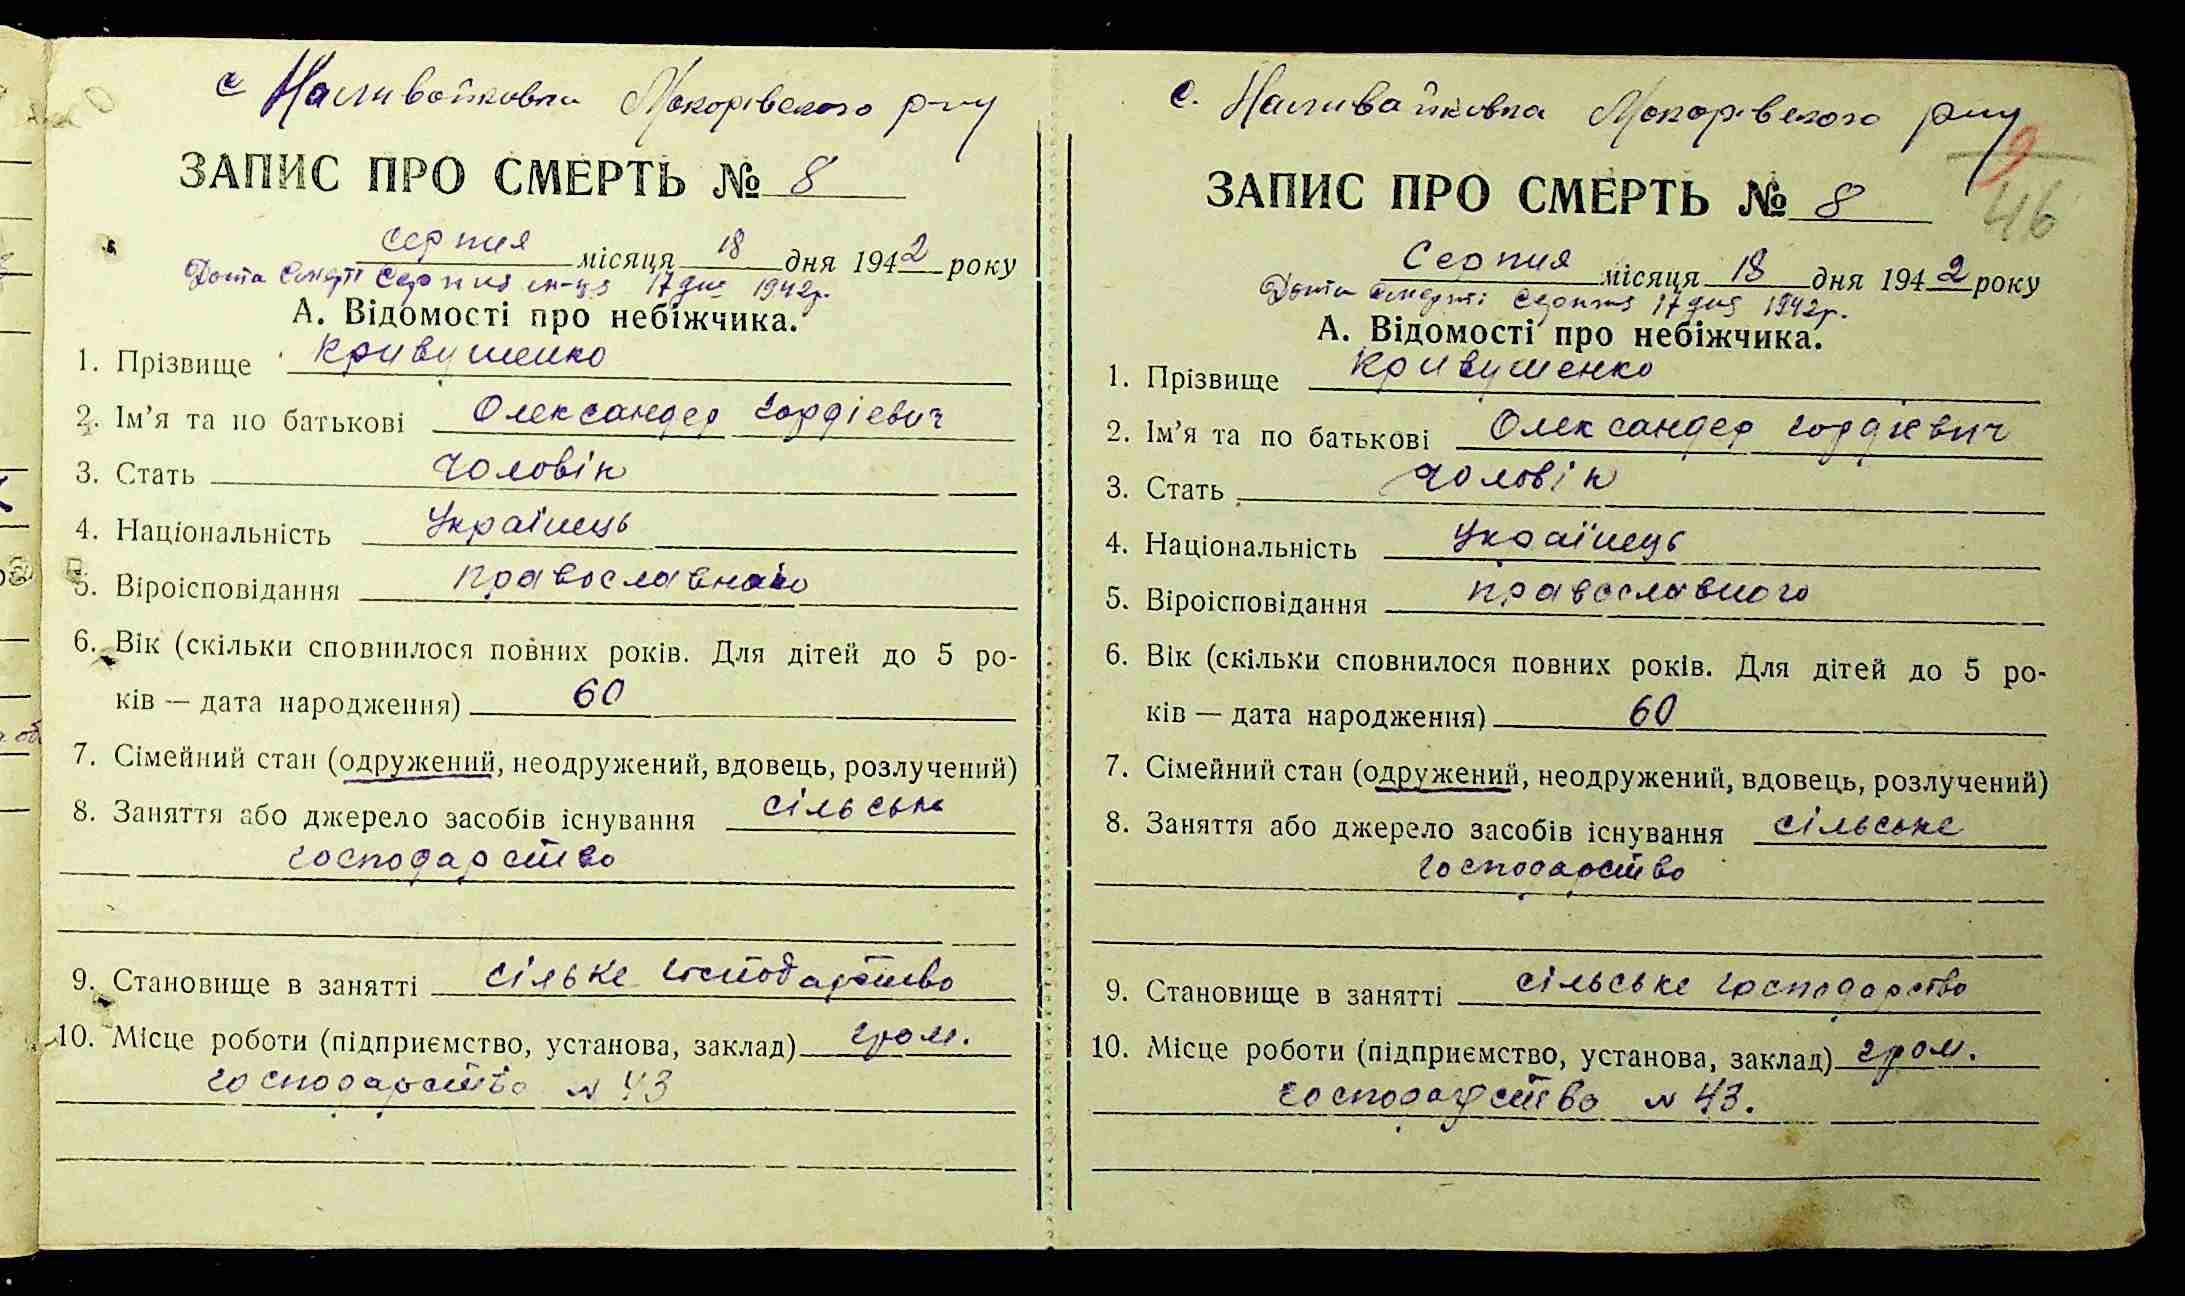 с Наливайковка Макарівського р-ну
ЗАПИС ПРО СМЕРТЬ № 8
серпня місяця 18 дня 1942 року
Дата смерті Серпня м-ця 17 дня 1942р.
А. Відомості про небіжчика.
1. Прізвище Кривушенко
2. Ім'я та по батькові Олександер Гордієвич
3. Стать Чоловік
4. Національність Українець
5. Віроісповідання православного
6. Вік (скільки сповнилося повних років. Для дітей до 5 ро-
ків — дата народження) 60
7. Сімейний стан (одружений, неодружений, вдовець, розлучений)
8. Заняття або джерело засобів існування сільське
господарство
9. Становище в занятті сільке господарство
10. Місце роботи (підприємство, установа, заклад) гром.
господарство № 43
с. Наливайківка Макарівського р-ну
9
46
ЗАПИС ПРО СМЕРТЬ № 8
Серпня місяця 18 дня 1942 року
Дата смерті Серпня 17 дня 1942р.
А. Відомості про небіжчика.
1. Прізвище Кривушенко
2. Ім'я та по батькові Олександер Гордієвич
3. Стать Чоловік
4. Національність Українець
5. Віроісповідання православного
6. Вік (скільки сповнилося повних років. Для дітей до 5 ро-
ків — дата народження) 60
7. Сімейний стан (одружений, неодружений, вдовець, розлучений)
8. Заняття або джерело засобів існування сільське
господарство
9. Становище в занятті сільське господарство
10. Місце роботи (підприємство, установа, заклад) гром.
господарство № 43.